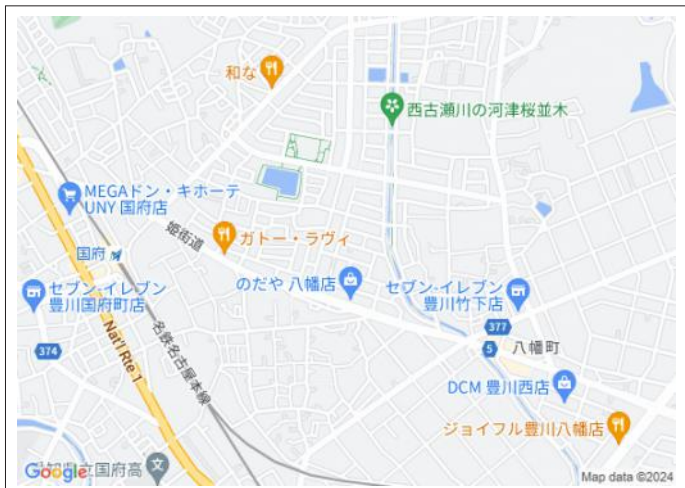 和な
西古瀬川の河津桜並木
MEGAドン・キホーテ
UNY 国府店
姫街道
ガトー・ラヴィ
国府
のだや 八幡店
セブン-イレブン
豊川国府町店
セブン-イレブン
豊川竹下店
377
374
Nat'l Rte 1
名鉄名古屋本線
5
八幡町
DCM 豊川西店
ジョイフル豊川八幡店
立国府高
Google
Map data ©2024